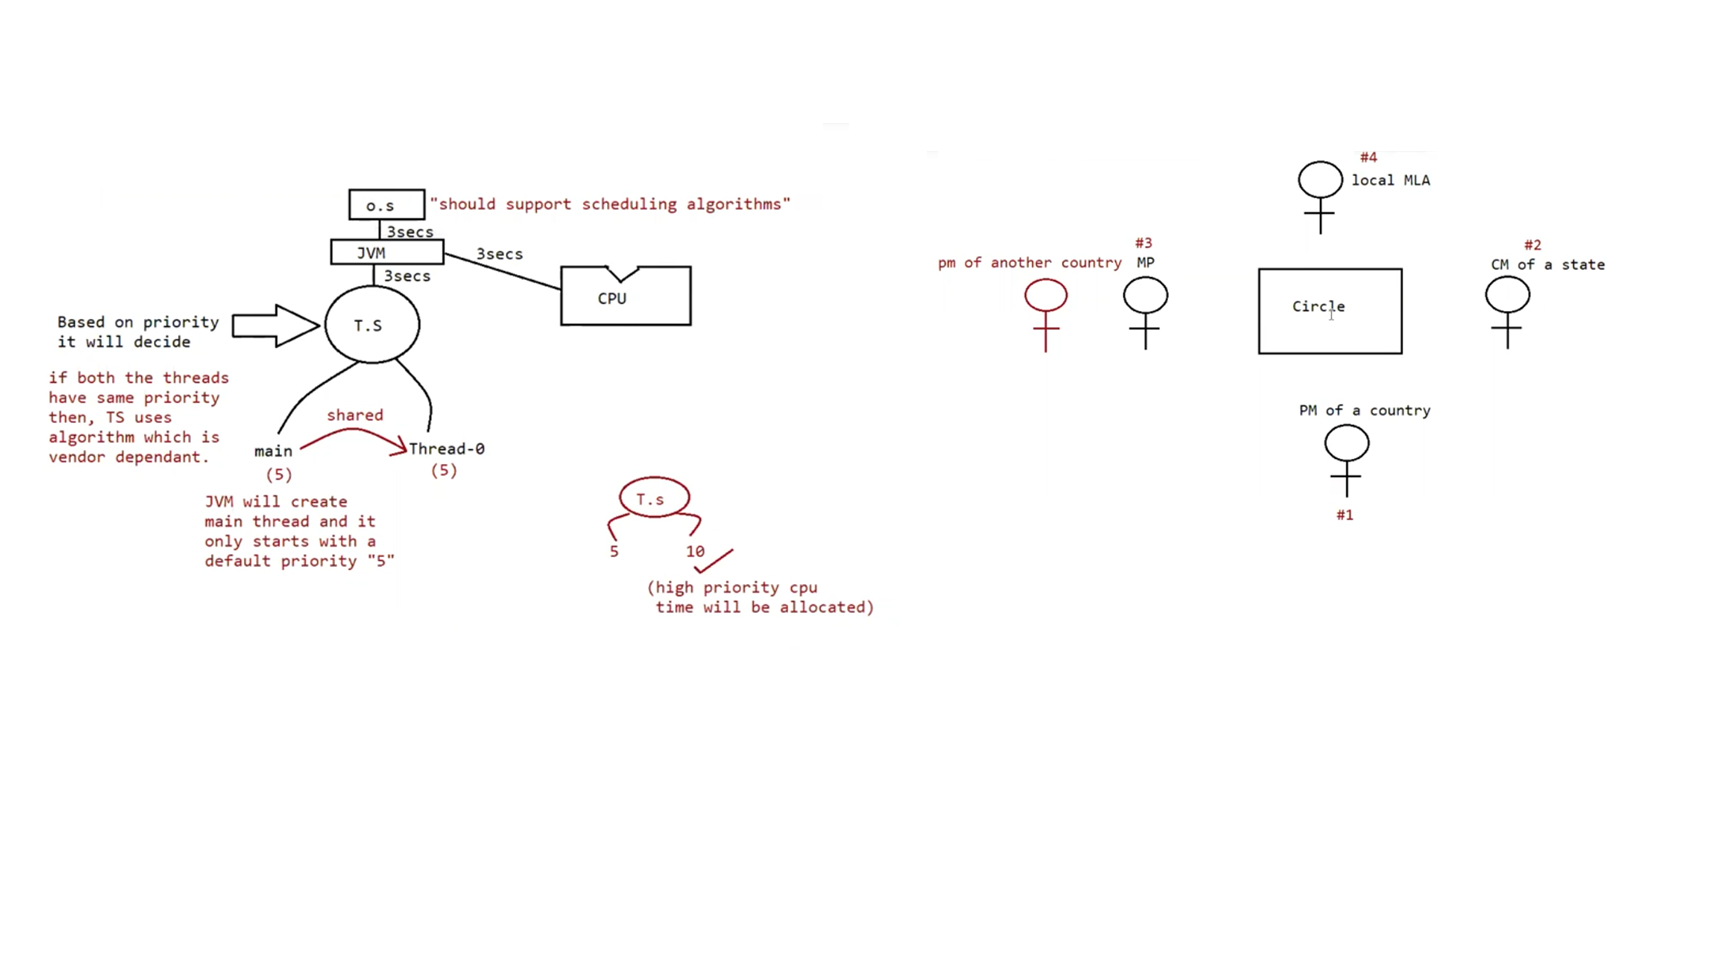 o.s "should support scheduling algorithms"
3secs
JVM
3secs
3secs
CPU
T.S
Based on priority
it will decide
if both the threads
have same priority
then, TS uses
algorithm which is
vendor dependant.
shared
main
(5)
Thread-0
(5)
JVM will create
main thread and it
only starts with a
default priority "5"
T.s
5
10
(high priority cpu
time will be allocated)
#4
local MLA
#3
MP
pm of another country
#2
CM of a state
Circle
PM of a country
#1